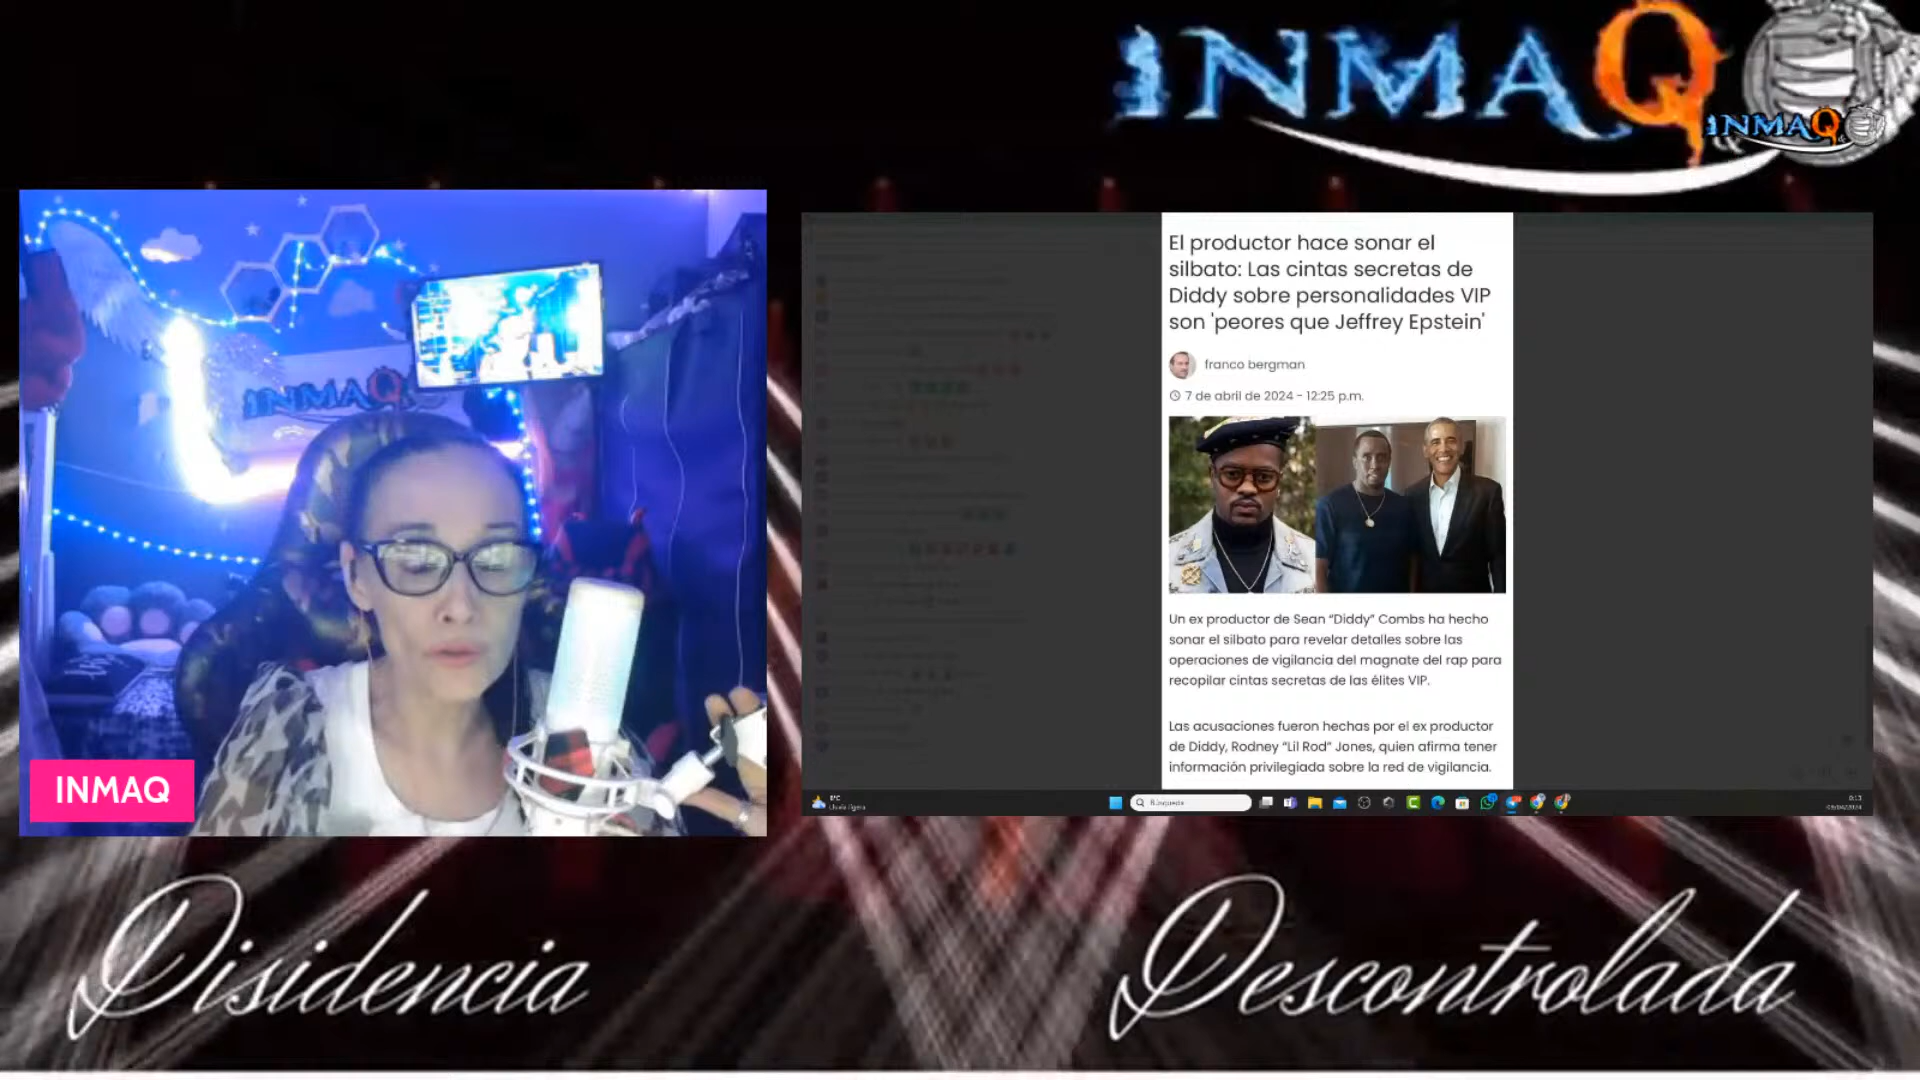 INMAQ
INMAQ
INMAQ
INMAQ
El productor hace sonar el
silbato: Las cintas secretas de
Diddy sobre personalidades VIP
son 'peores que Jeffrey Epstein'
franco bergman
7 de abril de 2024 - 12:25 p.m.
Un ex productor de Sean “Diddy” Combs ha hecho
sonar el silbato para revelar detalles sobre las
operaciones de vigilancia del magnate del rap para
recopilar cintas secretas de las élites VIP.
Las acusaciones fueron hechas por el ex productor
de Diddy, Rodney “Lil Rod” Jones, quien afirma tener
información privilegiada sobre la red de vigilancia.
Búsqueda
Disidencia
Descontrolada